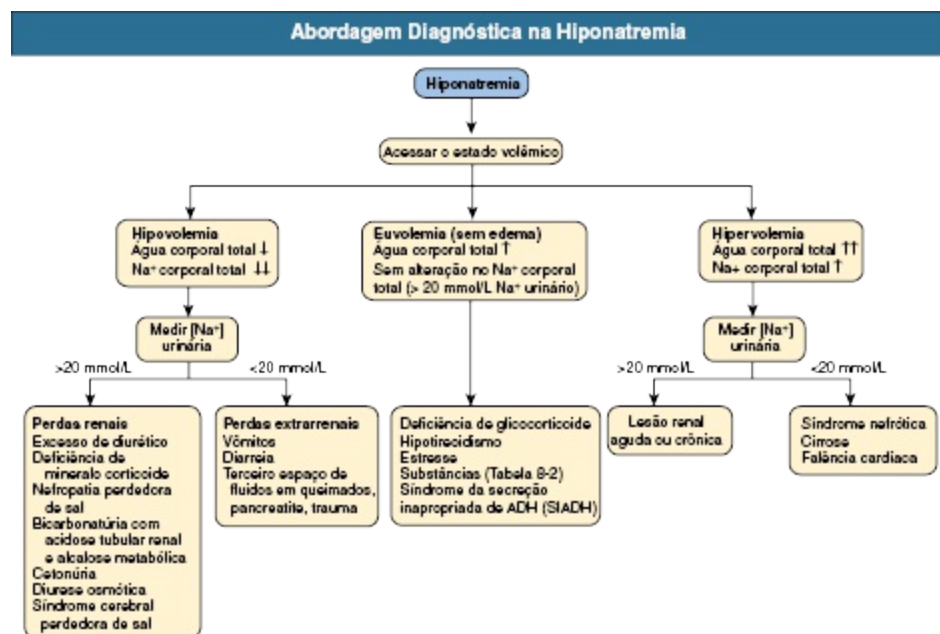 Abordagem Diagnóstica na Hiponatremia
Hiponatremia
Acessar o estado volêmico
Hipovolemia
Água corporal total ↓
Na⁺ corporal total ↓↓
Euvolemia (sem edema)
Água corporal total ↑
Sem alteração no Na⁺ corporal
total (> 20 mmol/L Na⁺ urinário)
Hipervolemia
Água corporal total ↑↑
Na+ corporal total ↑
Medir [Na⁺]
urinária
Medir [Na⁺]
urinária
>20 mmol/L
<20 mmol/L
>20 mmol/L
<20 mmol/L
Perdas renais
Excesso de diurético
Deficiência de
mineralo corticoide
Nefropatia perdedora
de sal
Bicarbonatúria com
acidose tubular renal
e alcalose metabólica
Cetonúria
Diurese osmótica
Síndrome cerebral
perdedora de sal
Perdas extrarrenais
Vômitos
Diarreia
Terceiro espaço de
fluidos em queimados,
pancreatite, trauma
Deficiência de glicocorticoide
Hipotireoidismo
Estresse
Substâncias (Tabela 8-2)
Síndrome da secreção
inapropriada de ADH (SIADH)
Lesão renal
aguda ou crônica
Síndrome nefrótica
Cirrose
Falência cardíaca